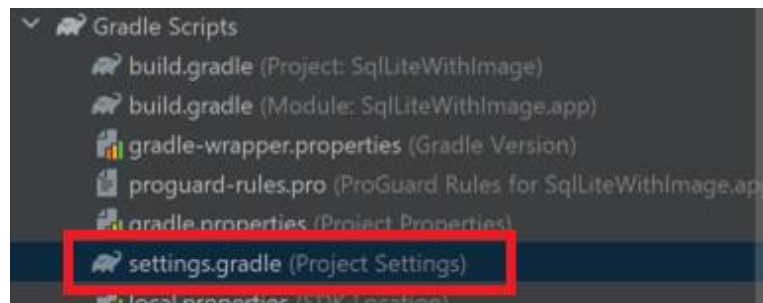 Gradle Scripts
build.gradle (Project: SqlLiteWithImage)
build.gradle (Module: SqlLiteWithImage.app)
gradle-wrapper.properties (Gradle Version)
proguard-rules.pro (ProGuard Rules for SqlLiteWithImage.ap
gradle.properties (Project Properties)
settings.gradle (Project Settings)
local.properties (SDK Location)